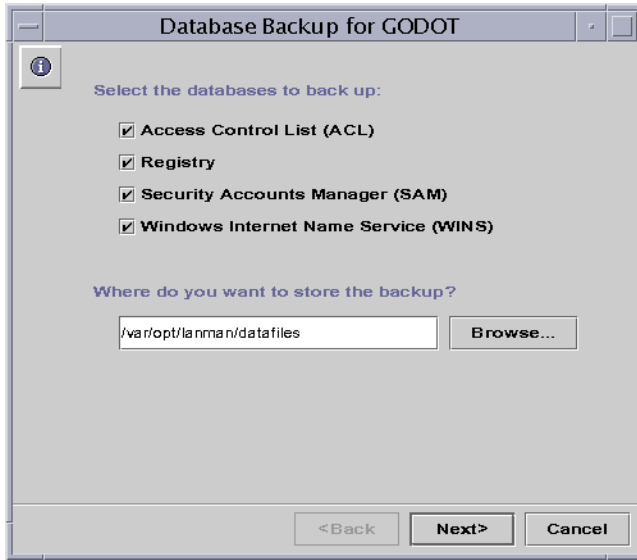 Database Backup for GODOT
Select the databases to back up:
Access Control List (ACL)
Registry
Security Accounts Manager (SAM)
Windows Internet Name Service (WINS)
Where do you want to store the backup?
/var/opt/lanman/datafiles
Browse...
<Back
Next>
Cancel